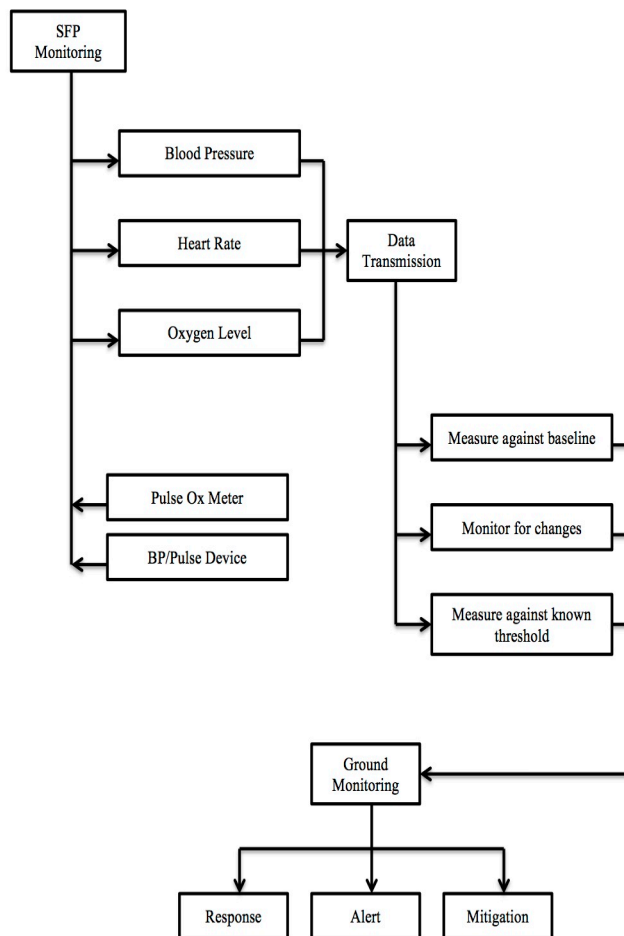 SFP
Monitoring
Blood Pressure
Heart Rate
Data
Transmission
Oxygen Level
Measure against baseline
Pulse Ox Meter
Monitor for changes
BP/Pulse Device
Measure against known
threshold
Ground
Monitoring
Response
Alert
Mitigation